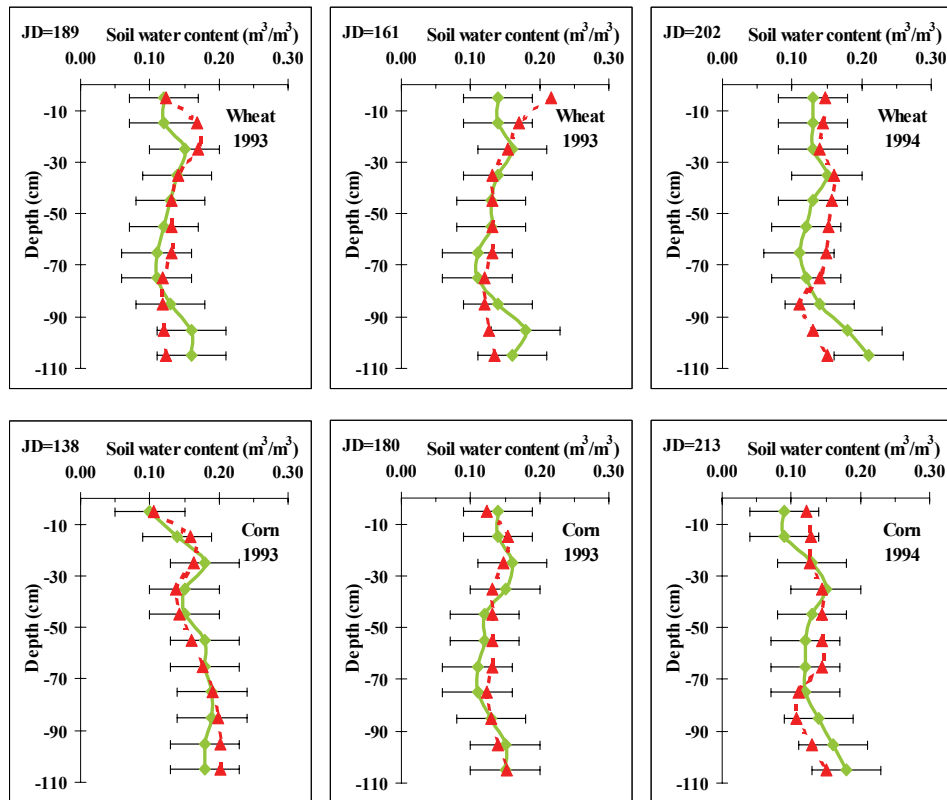 JD=189 Soil water content (m³/m³)
0.00 0.10 0.20 0.30
-10
-30
-50
-70
-90
-110
Depth (cm)
Wheat
1993
JD=161 Soil water content (m³/m³)
0.00 0.10 0.20 0.30
-10
-30
-50
-70
-90
-110
Depth (cm)
Wheat
1993
JD=202 Soil water content (m³/m³)
0.00 0.10 0.20 0.30
-10
-30
-50
-70
-90
-110
Depth (cm)
Wheat
1994
JD=138 Soil water content (m³/m³)
0.00 0.10 0.20 0.30
-10
-30
-50
-70
-90
-110
Depth (cm)
Corn
1993
JD=180 Soil water content (m³/m³)
0.00 0.10 0.20 0.30
-10
-30
-50
-70
-90
-110
Depth (cm)
Corn
1993
JD=213 Soil water content (m³/m³)
0.00 0.10 0.20 0.30
-10
-30
-50
-70
-90
-110
Depth (cm)
Corn
1994